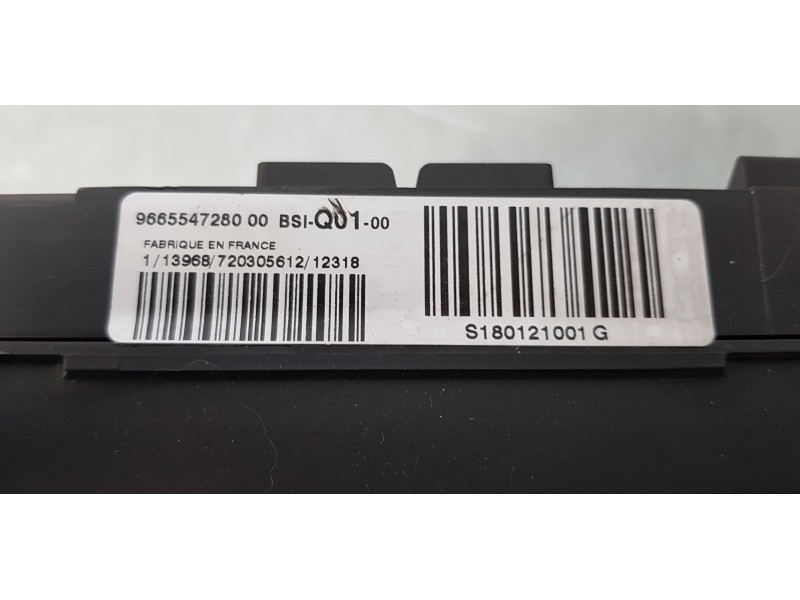 9665547280 00 BSI-Q01-00
FABRIQUE EN FRANCE
1/13968/720305612/12318
S180121001 G